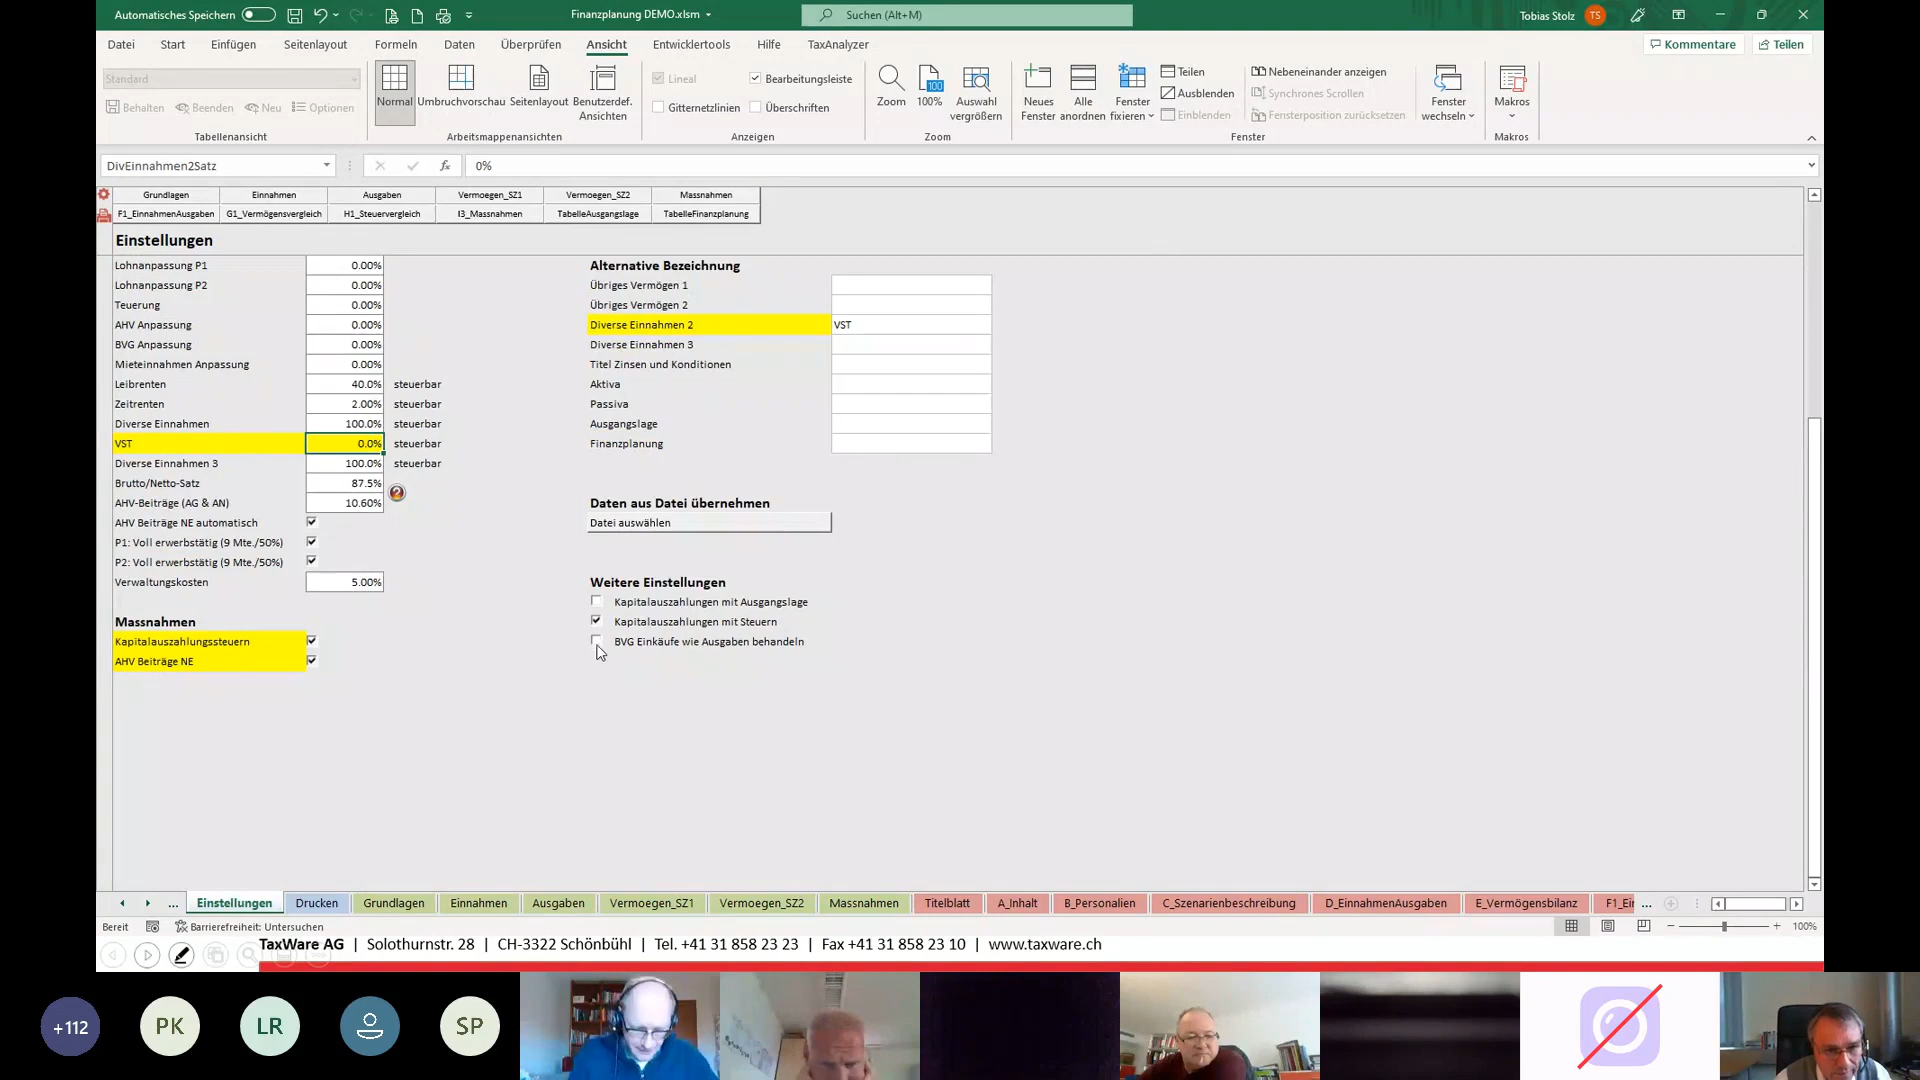 Automatisches Speichern
Finanzplanung DEMO.xlsm
Suchen (Alt+M)
Tobias Stolz
TS
Datei Start Einfügen Seitenlayout Formeln Daten Überprüfen Ansicht Entwicklertools Hilfe TaxAnalyzer
Kommentare
Teilen
Standard
Behalten Beenden Neu Optionen
Tabellenansicht
Normal Umbruchvorschau Seitenlayout Benutzerdef. Ansichten
Arbeitsmappenansichten
Lineal Bearbeitungsleiste
Gitternetzlinien Überschriften
Anzeigen
Zoom 100% Auswahl vergrößern
Zoom
Neues Fenster Alle anordnen Fenster fixieren
Teilen
Ausblenden
Einblenden
Nebeneinander anzeigen
Synchrones Scrollen
Fensterposition zurücksetzen
Fenster wechseln
Fenster
Makros
Makros
DivEinnahmen2Satz
fx
0%
Grundlagen Einnahmen Ausgaben Vermoegen_SZ1 Vermoegen_SZ2 Massnahmen
F1_EinnahmenAusgaben G1_Vermögensvergleich H1_Steuervergleich I3_Massnahmen TabelleAusgangslage TabelleFinanzplanung
Einstellungen
Lohnanpassung P1 0.00%
Lohnanpassung P2 0.00%
Teuerung 0.00%
AHV Anpassung 0.00%
BVG Anpassung 0.00%
Mieteinnahmen Anpassung 0.00%
Leibrenten 40.0% steuerbar
Zeitrenten 2.00% steuerbar
Diverse Einnahmen 100.0% steuerbar
VST 0.0% steuerbar
Diverse Einnahmen 3 100.0% steuerbar
Brutto/Netto-Satz 87.5%
AHV-Beiträge (AG & AN) 10.60%
AHV Beiträge NE automatisch
P1: Voll erwerbstätig (9 Mte./50%)
P2: Voll erwerbstätig (9 Mte./50%)
Verwaltungskosten 5.00%
Massnahmen
Kapitalauszahlungssteuern
AHV Beiträge NE
Alternative Bezeichnung
Übriges Vermögen 1
Übriges Vermögen 2
Diverse Einnahmen 2 VST
Diverse Einnahmen 3
Titel Zinsen und Konditionen
Aktiva
Passiva
Ausgangslage
Finanzplanung
Daten aus Datei übernehmen
Datei auswählen
Weitere Einstellungen
Kapitalauszahlungen mit Ausgangslage
Kapitalauszahlungen mit Steuern
BVG Einkäufe wie Ausgaben behandeln
... Einstellungen Drucken Grundlagen Einnahmen Ausgaben Vermoegen_SZ1 Vermoegen_SZ2 Massnahmen Titelblatt A_Inhalt B_Personalien C_Szenarienbeschreibung D_EinnahmenAusgaben E_Vermögensbilanz F1_Ei ...
Bereit
Barrierefreiheit: Untersuchen
100%
TaxWare AG | Solothurnstr. 28 | CH-3322 Schönbühl | Tel. +41 31 858 23 23 | Fax +41 31 858 23 10 | www.taxware.ch
+112 PK LR SP